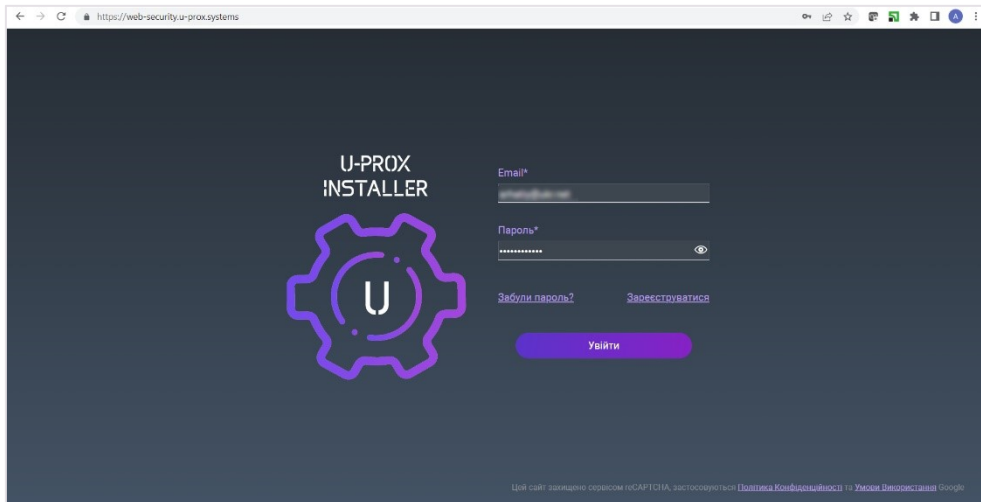 https://web-security.u-prox.systems
A
U-PROX
INSTALLER
U
Email*
Пароль*
Забули пароль? Зареєструватися
Увійти
Цей сайт захищено сервісом reCAPTCHA, застосовуються Політика Конфіденційності та Умови Використання Google